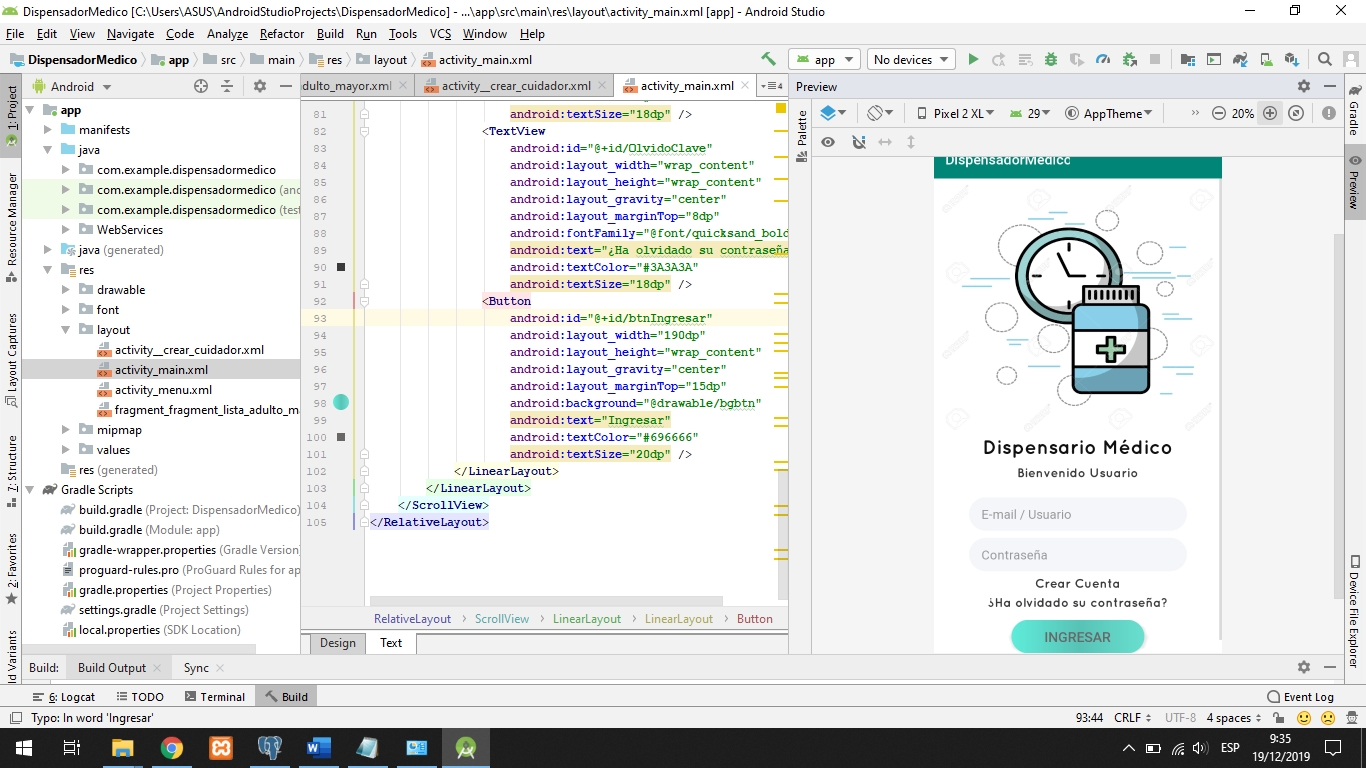 DispensadorMedico [C:\Users\ASUS\AndroidStudioProjects\DispensadorMedico] - ...\app\src\main\res\layout\activity_main.xml [app] - Android Studio
File Edit View Navigate Code Analyze Refactor Build Run Tools VCS Window Help
DispensadorMedico app src main res layout activity_main.xml app No devices
Android
dulto_mayor.xml activity__crear_cuidador.xml activity_main.xml 4
Preview
1: Project
Resource Manager
Layout Captures
7: Structure
2: Favorites
ld Variants
app
manifests
java
com.example.dispensadormedico
com.example.dispensadormedico (and
com.example.dispensadormedico (test
WebServices
java (generated)
res
drawable
font
layout
activity__crear_cuidador.xml
activity_main.xml
activity_menu.xml
fragment_fragment_lista_adulto_ma
mipmap
values
res (generated)
Gradle Scripts
build.gradle (Project: DispensadorMedico)
build.gradle (Module: app)
gradle-wrapper.properties (Gradle Version)
proguard-rules.pro (ProGuard Rules for ap
gradle.properties (Project Properties)
settings.gradle (Project Settings)
local.properties (SDK Location)
81 android:textSize="18dp" />
82 <TextView
83 android:id="@+id/OlvidoClave"
84 android:layout_width="wrap_content"
85 android:layout_height="wrap_content"
86 android:layout_gravity="center"
87 android:layout_marginTop="8dp"
88 android:fontFamily="@font/quicksand_bold
89 android:text="¿Ha olvidado su contraseña
90 android:textColor="#3A3A3A"
91 android:textSize="18dp" />
92 <Button
93 android:id="@+id/btnIngresar"
94 android:layout_width="190dp"
95 android:layout_height="wrap_content"
96 android:layout_gravity="center"
97 android:layout_marginTop="15dp"
98 android:background="@drawable/bgbtn"
99 android:text="Ingresar"
100 android:textColor="#696666"
101 android:textSize="20dp" />
102 </LinearLayout>
103 </LinearLayout>
104 </ScrollView>
105 </RelativeLayout>
RelativeLayout ScrollView LinearLayout LinearLayout Button
Design Text
Palette
Pixel 2 XL 29 AppTheme 20%
DispensadorMedico
Dispensario Médico
Bienvenido Usuario
E-mail / Usuario
Contraseña
Crear Cuenta
¿Ha olvidado su contraseña?
INGRESAR
Gradle
Preview
Device File Explorer
Build: Build Output Sync
6: Logcat TODO Terminal Build Event Log
Typo: In word 'Ingresar' 93:44 CRLF UTF-8 4 spaces
ESP
9:35
19/12/2019